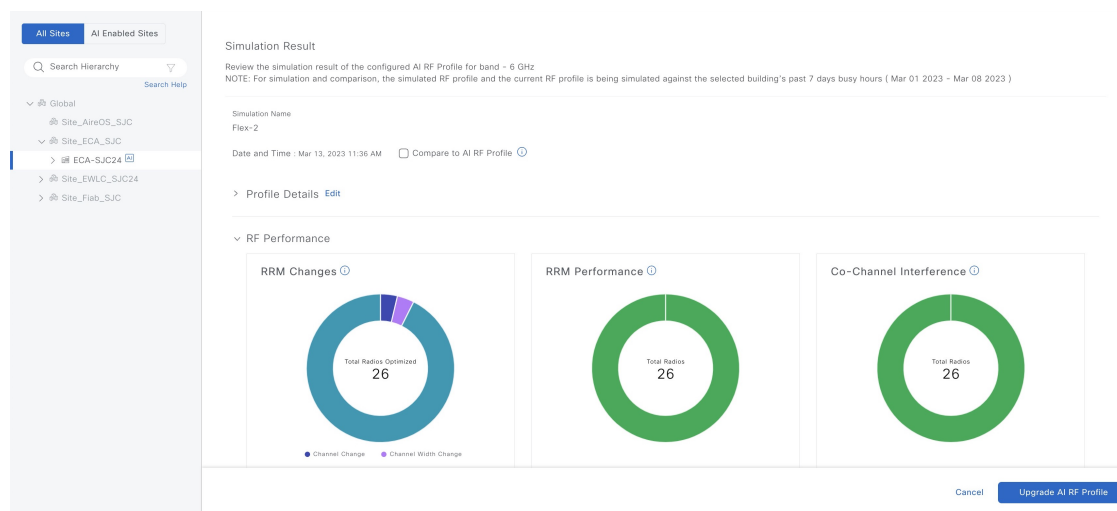 All Sites
AI Enabled Sites
Search Hierarchy
Search Help
Global
Site_AireOS_SJC
Site_ECA_SJC
ECA-SJC24 AI
Site_EWLC_SJC24
Site_Fiab_SJC
Simulation Result
Review the simulation result of the configured AI RF Profile for band - 6 GHz
NOTE: For simulation and comparison, the simulated RF profile and the current RF profile is being simulated against the selected building's past 7 days busy hours ( Mar 01 2023 - Mar 08 2023 )
Simulation Name
Flex-2
Date and Time : Mar 13, 2023 11:36 AM Compare to AI RF Profile
Profile Details Edit
RF Performance
RRM Changes
Total Radios Optimized
26
Channel Change Channel Width Change
RRM Performance
Total Radios
26
Co-Channel Interference
Total Radios
26
Cancel Upgrade AI RF Profile